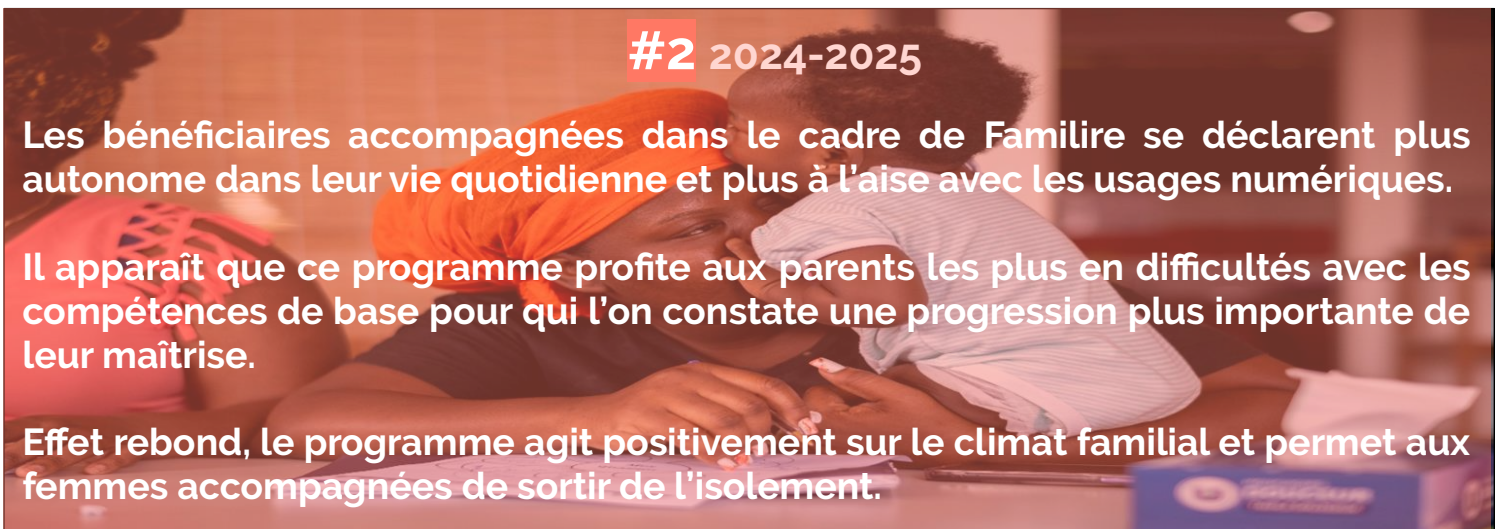 #2 2024-2025
Les bénéficiaires accompagnées dans le cadre de Familire se déclarent plus
autonome dans leur vie quotidienne et plus à l'aise avec les usages numériques.
Il apparaît que ce programme profite aux parents les plus en difficultés avec les
compétences de base pour qui l'on constate une progression plus importante de
leur maîtrise.
Effet rebond, le programme agit positivement sur le climat familial et permet aux
femmes accompagnées de sortir de l'isolement.